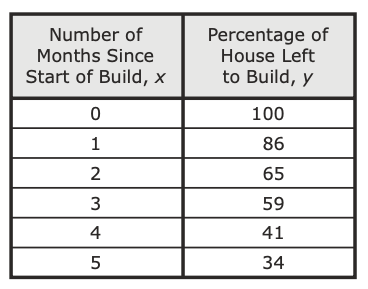 Number of
Months Since
Start of Build, x
Percentage of
House Left
to Build, y
0 100
1 86
2 65
3 59
4 41
5 34